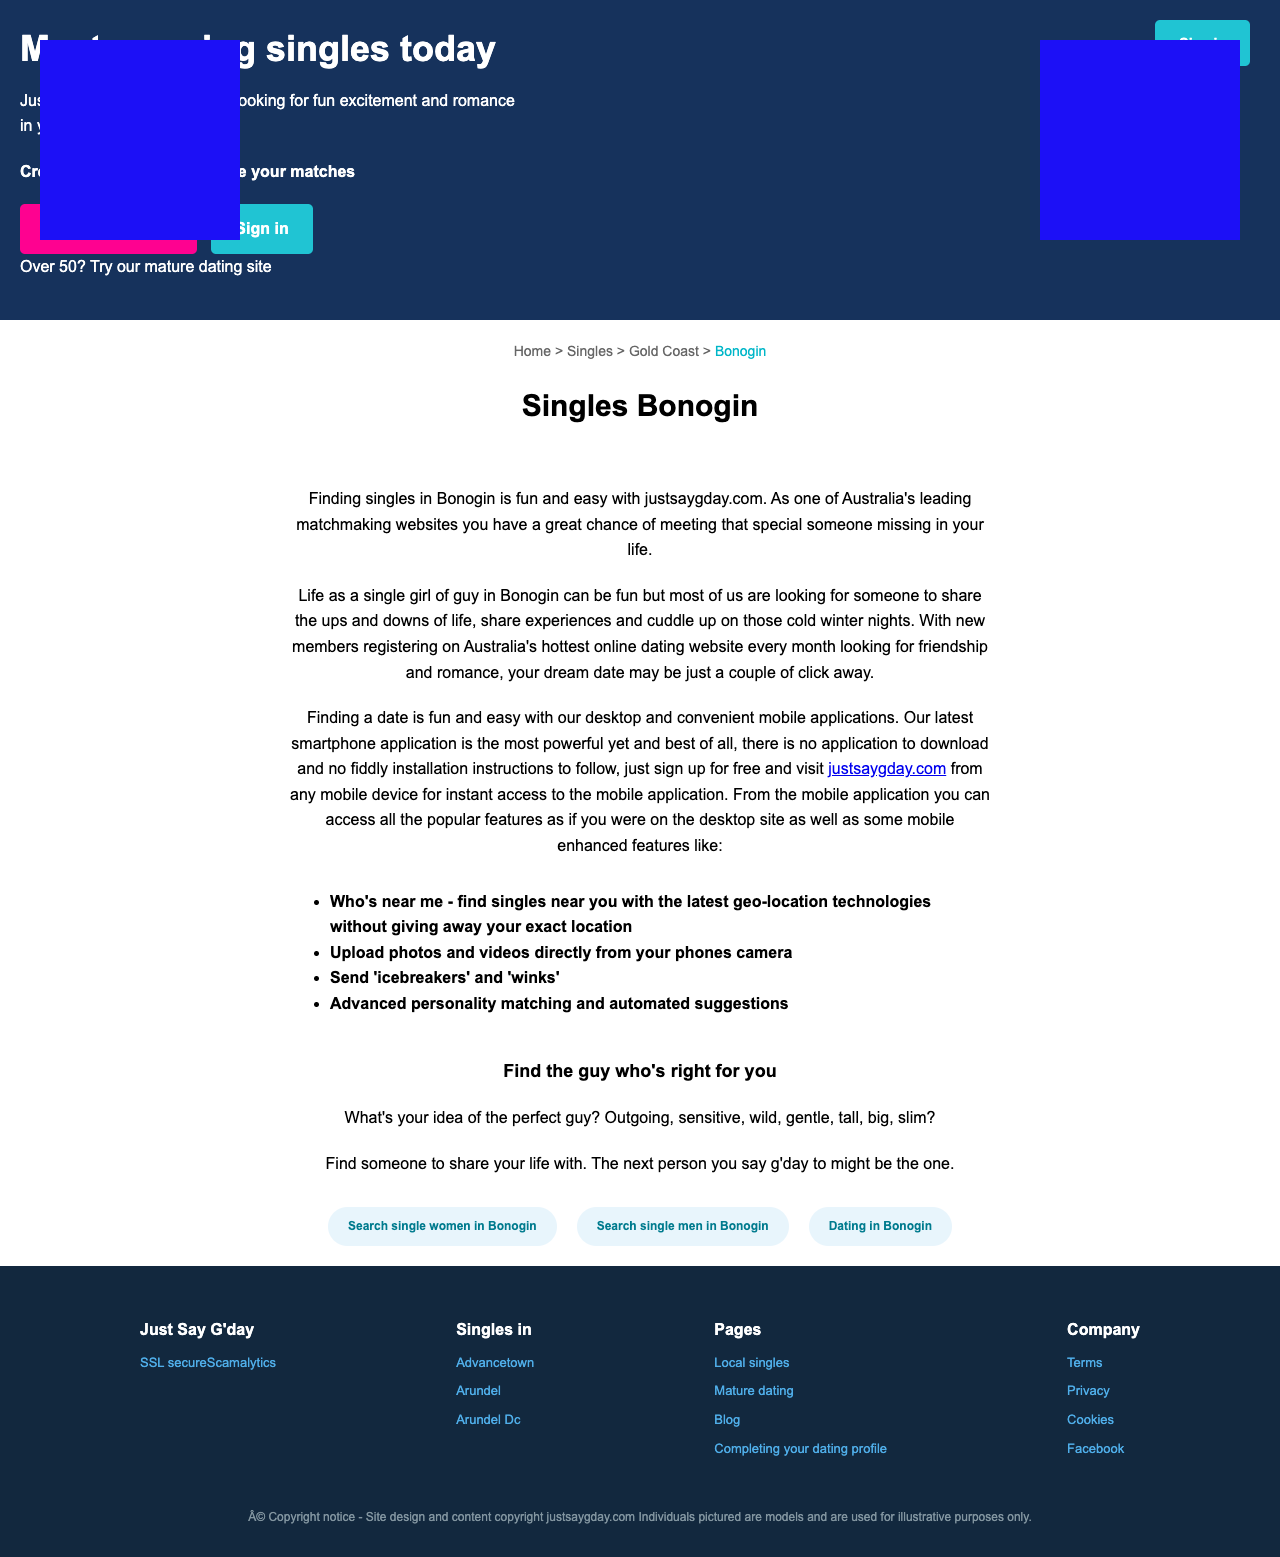 singles today
looking for fun excitement and romance
in
your matches
Sign in
Over 50? Try our mature dating site
Home > Singles > Gold Coast > Bonogin
Singles Bonogin
Finding singles in Bonogin is fun and easy with justsaygday.com. As one of Australia's leading
matchmaking websites you have a great chance of meeting that special someone missing in your
life.
Life as a single girl of guy in Bonogin can be fun but most of us are looking for someone to share
the ups and downs of life, share experiences and cuddle up on those cold winter nights. With new
members registering on Australia's hottest online dating website every month looking for friendship
and romance, your dream date may be just a couple of click away.
Finding a date is fun and easy with our desktop and convenient mobile applications. Our latest
smartphone application is the most powerful yet and best of all, there is no application to download
and no fiddly installation instructions to follow, just sign up for free and visit justsaygday.com from
any mobile device for instant access to the mobile application. From the mobile application you can
access all the popular features as if you were on the desktop site as well as some mobile
enhanced features like:
• Who's near me - find singles near you with the latest geo-location technologies
without giving away your exact location
• Upload photos and videos directly from your phones camera
• Send 'icebreakers' and 'winks'
• Advanced personality matching and automated suggestions
Find the guy who's right for you
What's your idea of the perfect guy? Outgoing, sensitive, wild, gentle, tall, big, slim?
Find someone to share your life with. The next person you say g'day to might be the one.
Search single women in Bonogin
Search single men in Bonogin
Dating in Bonogin
Just Say G'day
SSL secureScamalytics
Singles in
Advancetown
Arundel
Arundel Dc
Pages
Local singles
Mature dating
Blog
Completing your dating profile
Company
Terms
Privacy
Cookies
Facebook
Â© Copyright notice - Site design and content copyright justsaygday.com Individuals pictured are models and are used for illustrative purposes only.